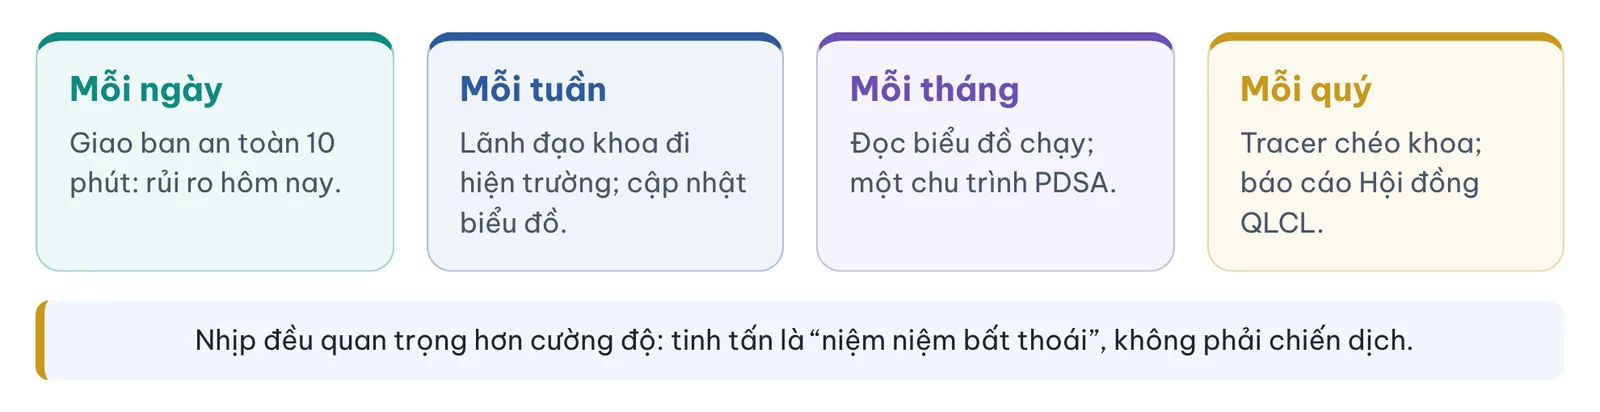 Mỗi ngày
Giao ban an toàn 10
phút: rủi ro hôm nay.
Mỗi tuần
Lãnh đạo khoa đi
hiện trường; cập nhật
biểu đồ.
Mỗi tháng
Đọc biểu đồ chạy;
một chu trình PDSA.
Mỗi quý
Tracer chéo khoa;
báo cáo Hội đồng
QLCL.
Nhịp đều quan trọng hơn cường độ: tinh tấn là “niệm niệm bất thoái”, không phải chiến dịch.